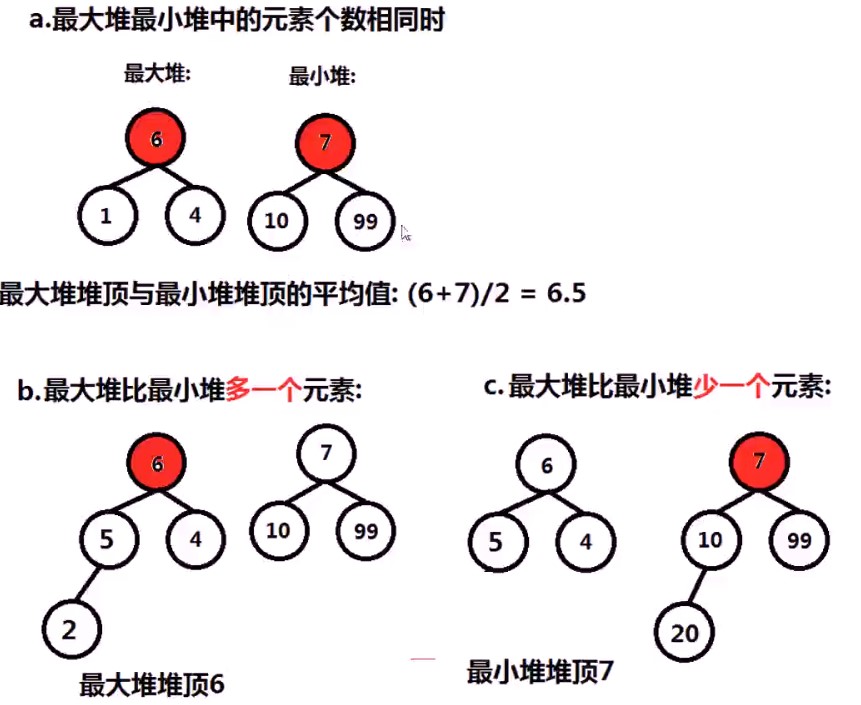 a.最大堆最小堆中的元素个数相同时
最大堆: 最小堆:
6 7
1 4 10 99
最大堆堆顶与最小堆堆顶的平均值: (6+7)/2 = 6.5
b.最大堆比最小堆多一个元素:
6 7
5 4 10 99
2
最大堆堆顶6
c.最大堆比最小堆少一个元素:
6 7
5 4 10 99
20
最小堆堆顶7